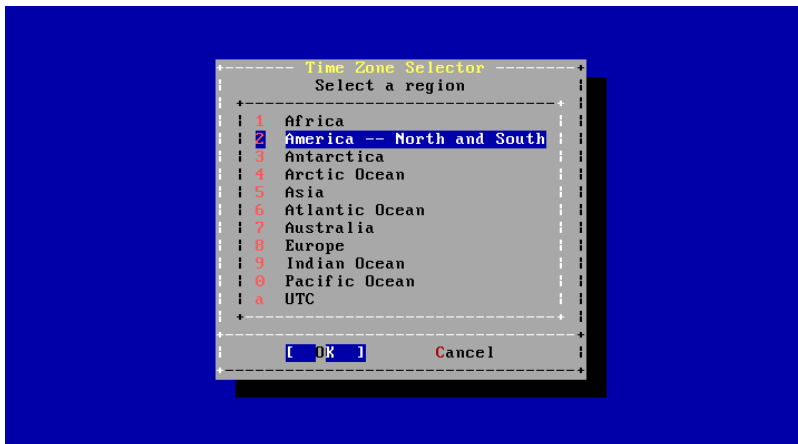 Time Zone Selector
Select a region
1 Africa
2 America -- North and South
3 Antarctica
4 Arctic Ocean
5 Asia
6 Atlantic Ocean
7 Australia
8 Europe
9 Indian Ocean
0 Pacific Ocean
a UTC
[ OK ] Cancel